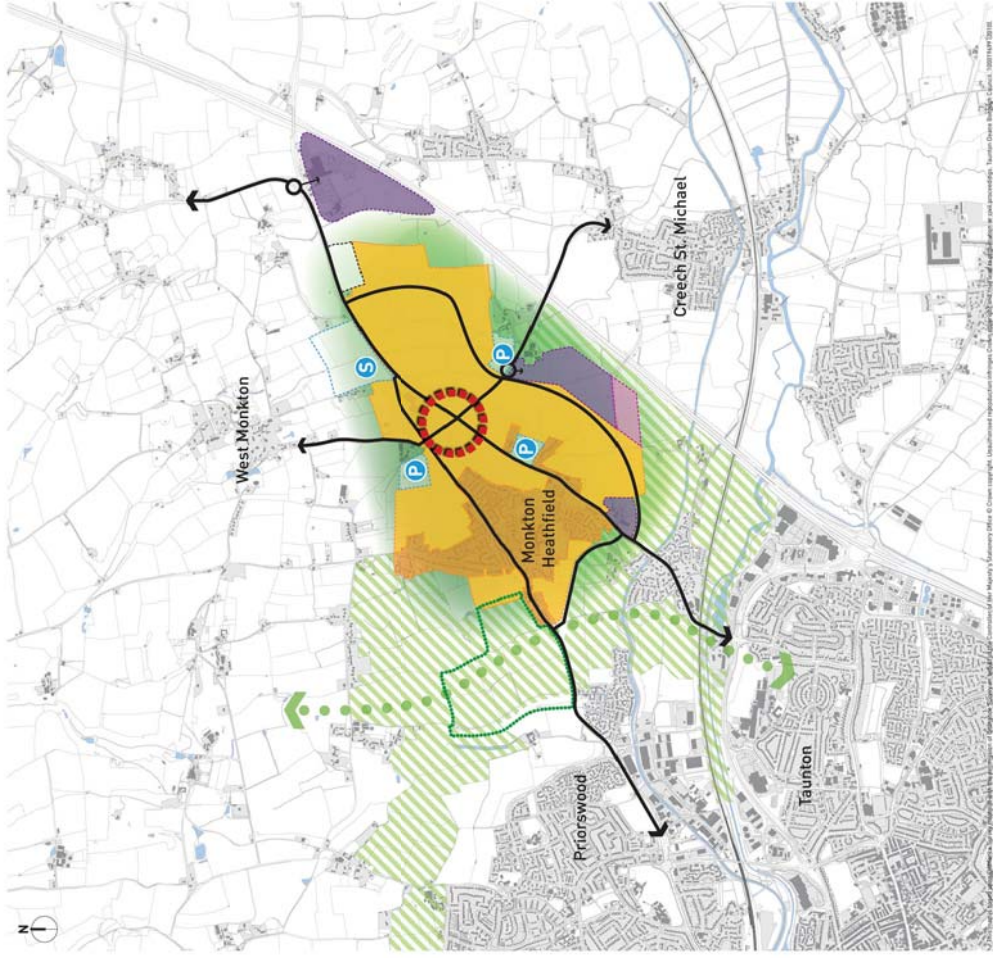 N
West Monkton
S
P
P
P
Monkton
Heathfield
Creech St. Michael
Priorswood
Taunton